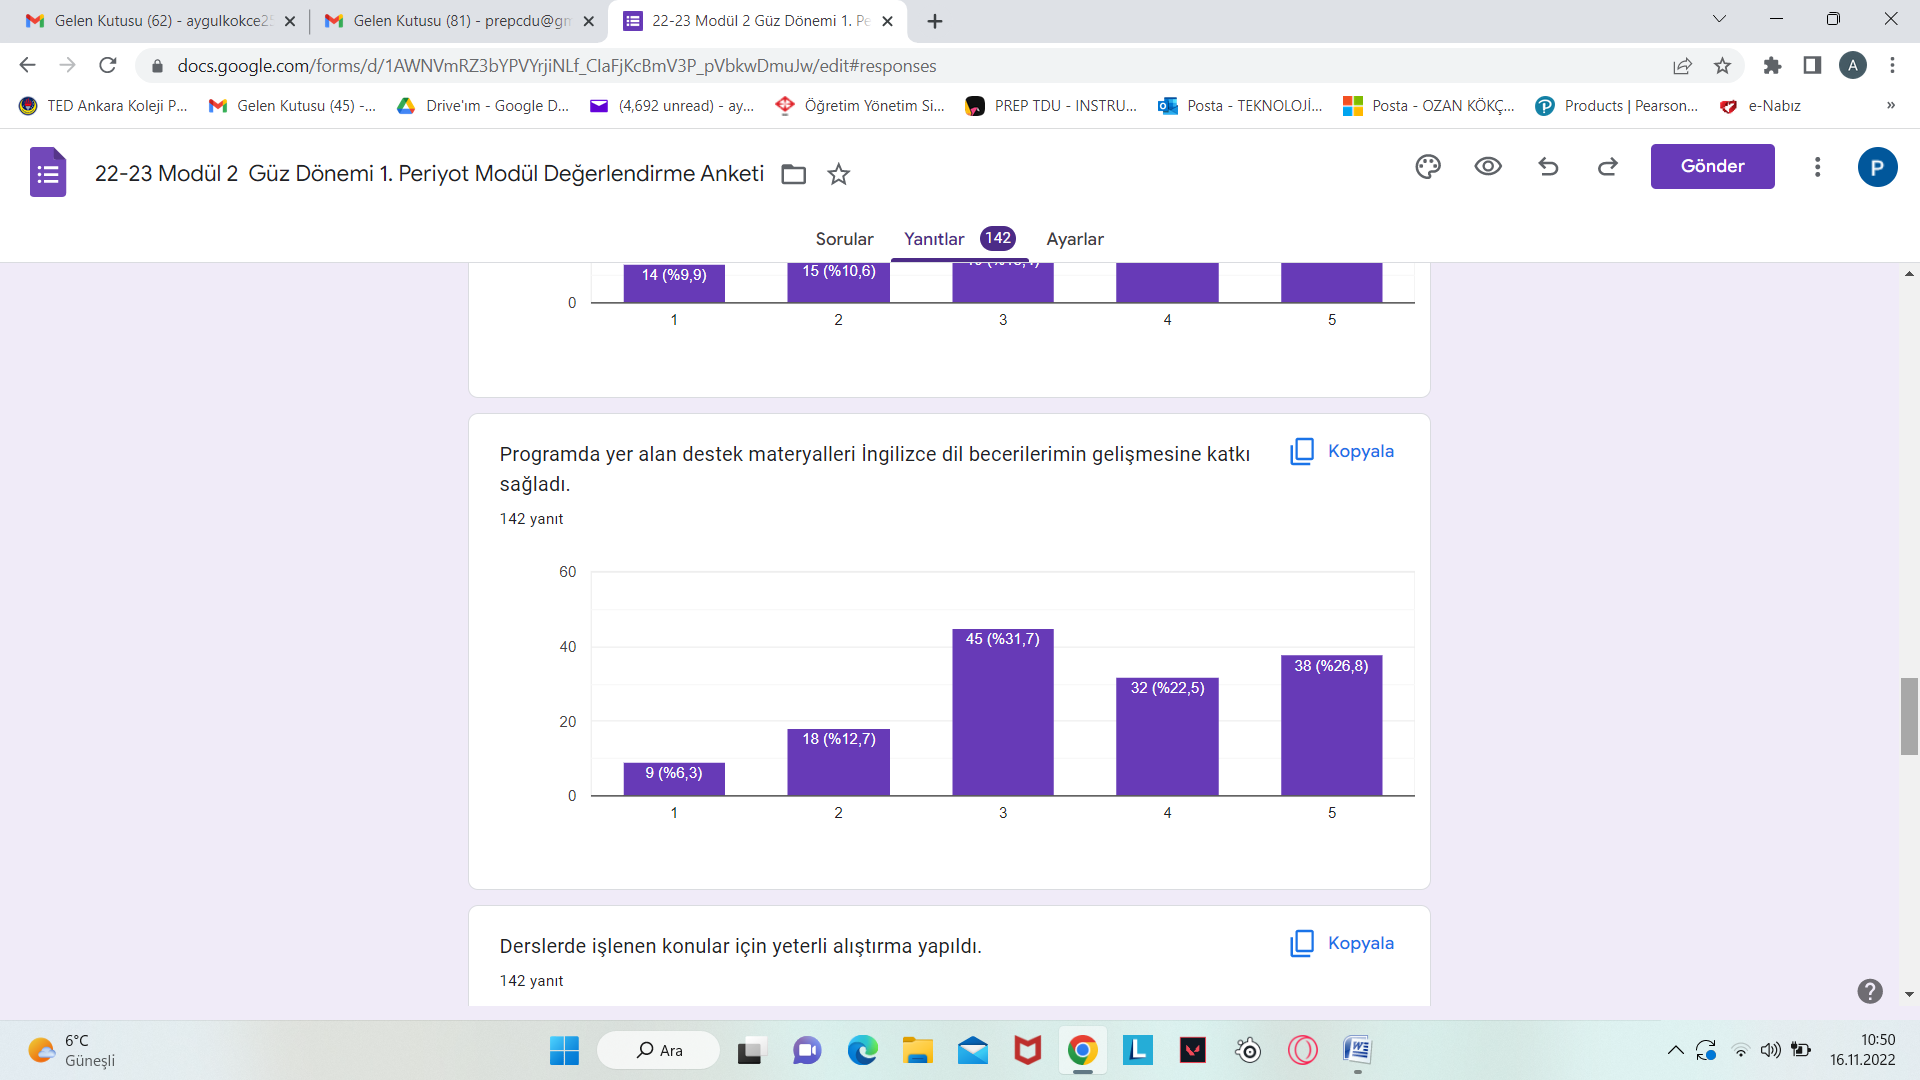 Gelen Kutusu (62) - aygulkokce25
Gelen Kutusu (81) - prepcdu@gm
22-23 Modül 2 Güz Dönemi 1. Pe
docs.google.com/forms/d/1AWNVmRZ3bYPVYrjiNLf_CIaFjKcBmV3P_pVbkwDmuJw/edit#responses
A
TED Ankara Koleji P...
Gelen Kutusu (45) -...
Drive'ım - Google D...
(4,692 unread) - ay...
Öğretim Yönetim Si...
PREP TDU - INSTRU...
Posta - TEKNOLOJİ...
Posta - OZAN KÖKÇ...
Products | Pearson...
e-Nabız
»
22-23 Modül 2 Güz Dönemi 1. Periyot Modül Değerlendirme Anketi
Gönder
P
Sorular
Yanıtlar 142
Ayarlar
14 (%9,9)
15 (%10,6)
0
1 2 3 4 5
Programda yer alan destek materyalleri İngilizce dil becerilerimin gelişmesine katkı
sağladı.
Kopyala
142 yanıt
60
40
20
0
9 (%6,3)
18 (%12,7)
45 (%31,7)
32 (%22,5)
38 (%26,8)
1 2 3 4 5
Derslerde işlenen konular için yeterli alıştırma yapıldı.
Kopyala
142 yanıt
6°C
Güneşli
Ara
10:50
16.11.2022